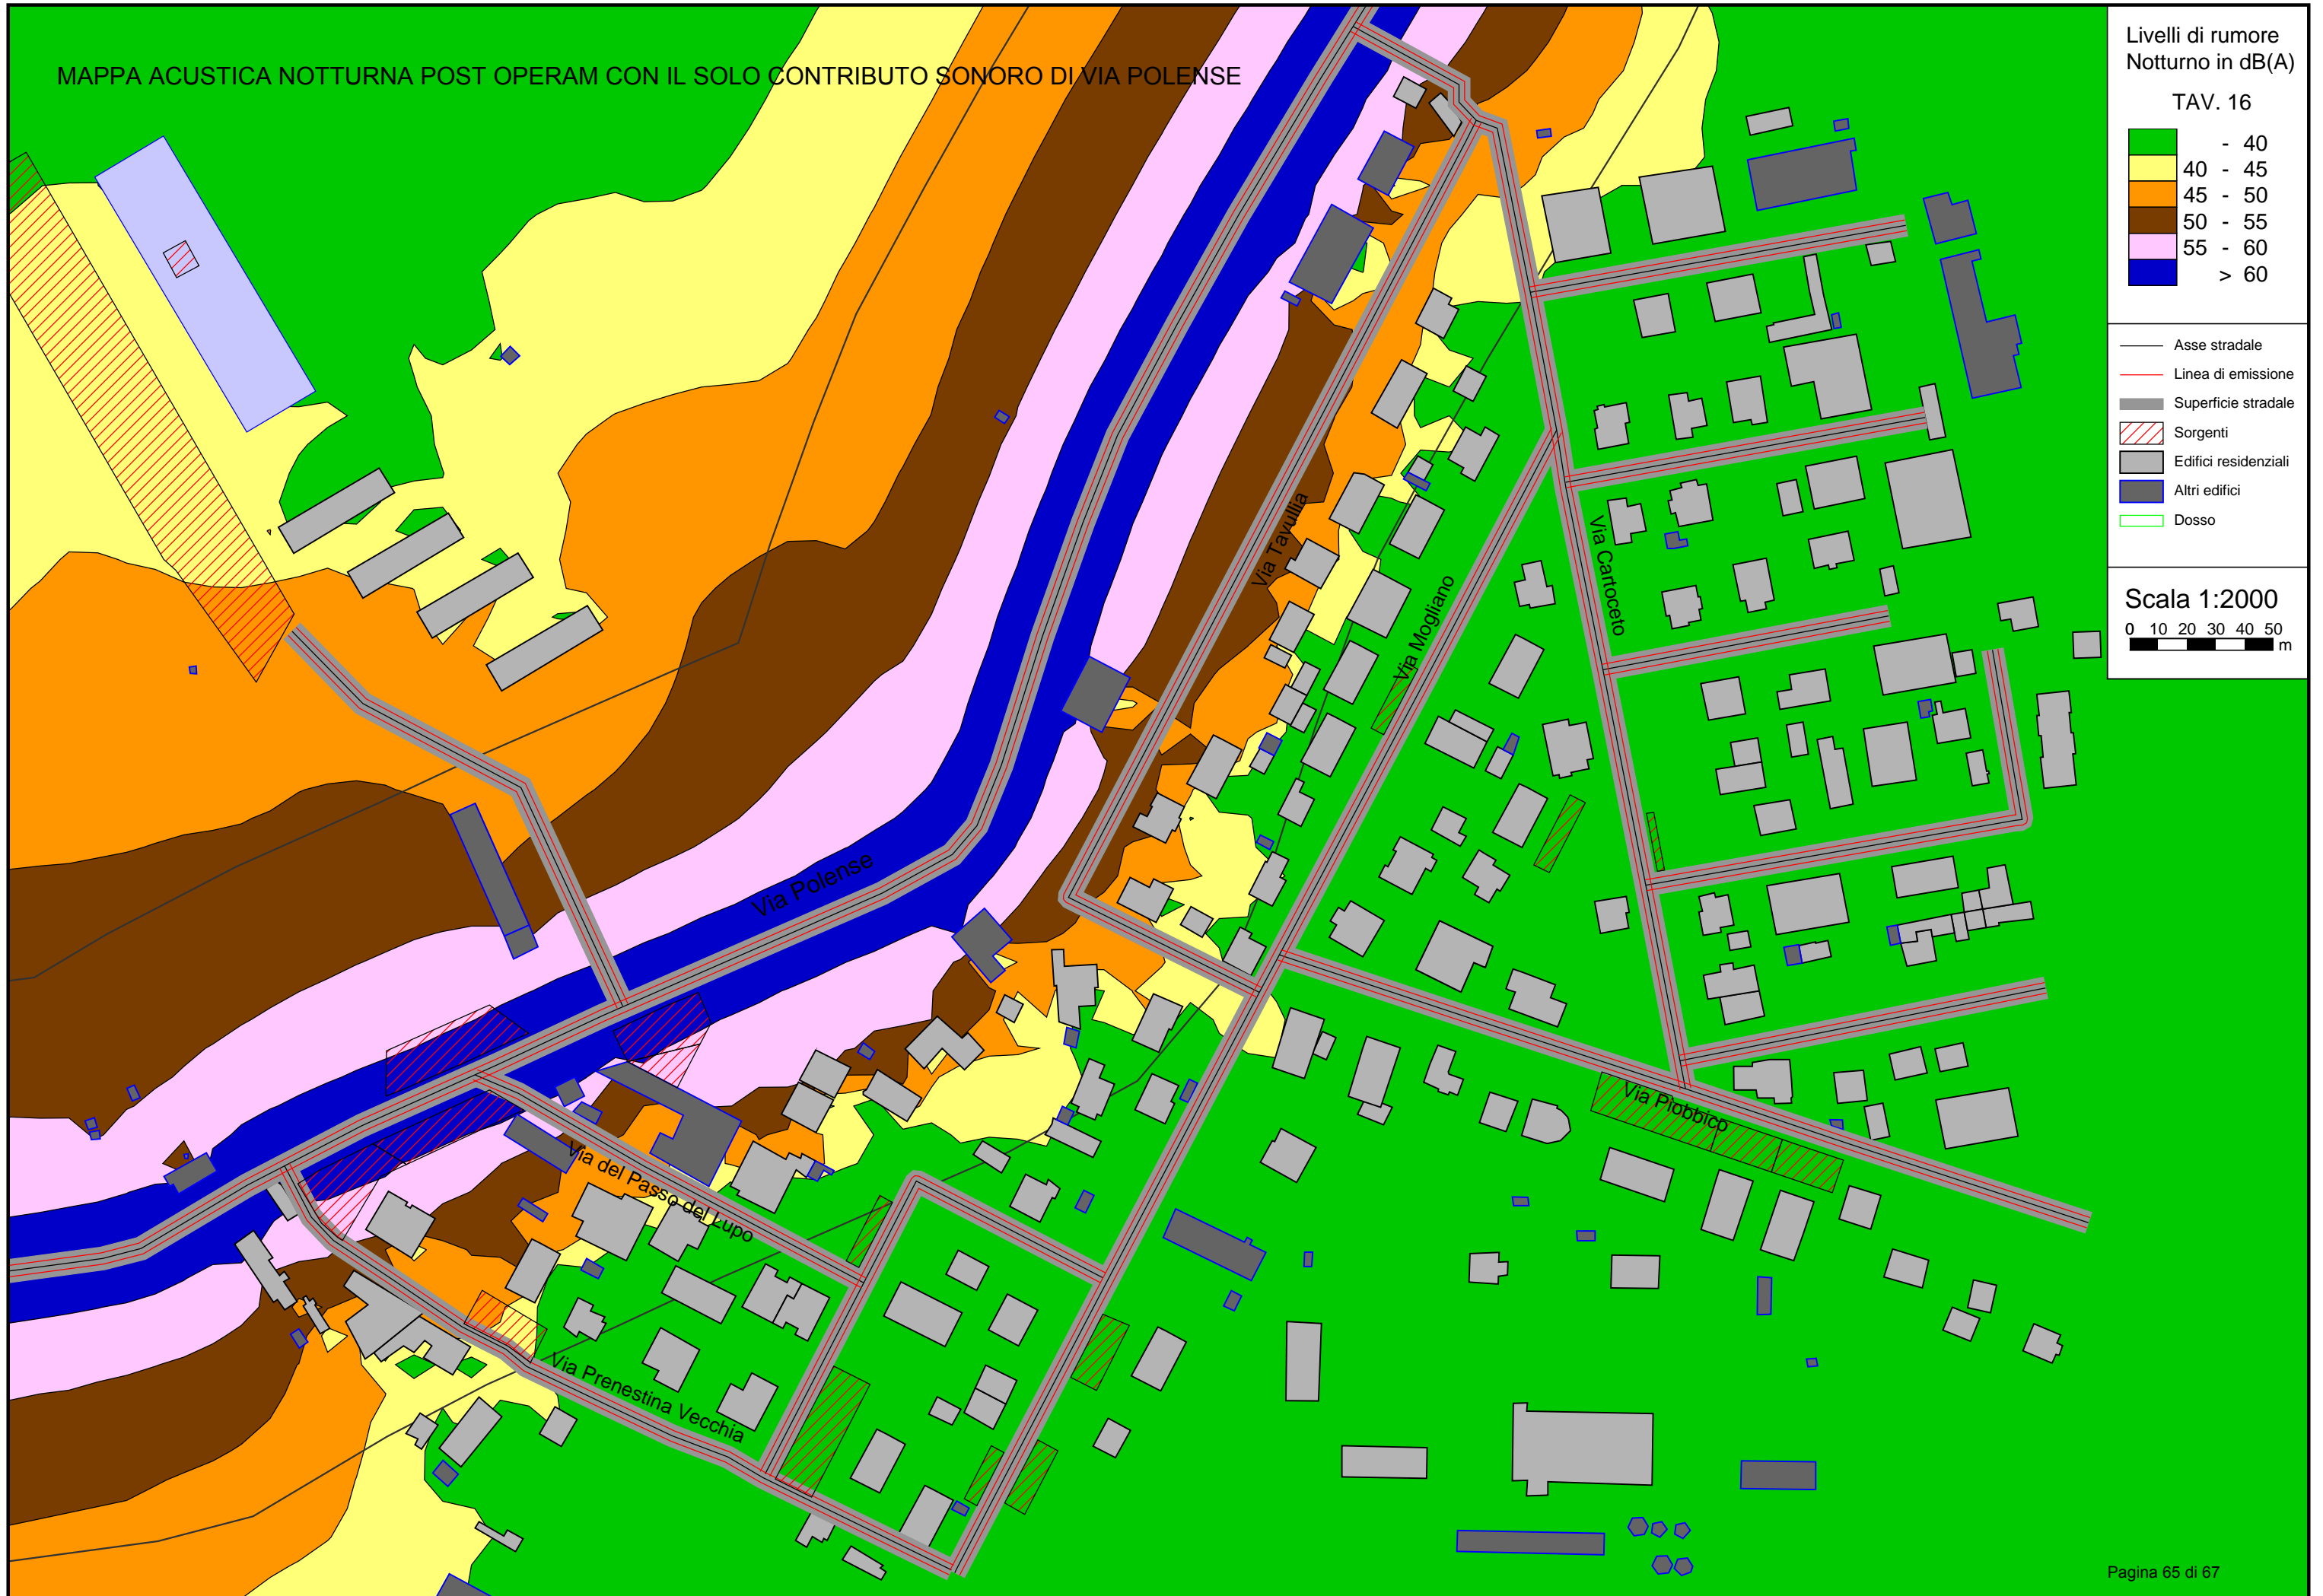 MAPPA ACUSTICA NOTTURNA POST OPERAM CON IL SOLO CONTRIBUTO SONORO DI VIA POLENSE
Livelli di rumore
Notturno in dB(A)
TAV. 16
- 40
40 - 45
45 - 50
50 - 55
55 - 60
> 60
Asse stradale
Linea di emissione
Superficie stradale
Sorgenti
Edifici residenziali
Altri edifici
Dosso
Scala 1:2000
0 10 20 30 40 50
m
Via Tavullia
Via Cartoceto
Via Mogliano
Via Polense
Via Piobbico
Via del Passo del Lupo
Via Prenestina Vecchia
Pagina 65 di 67